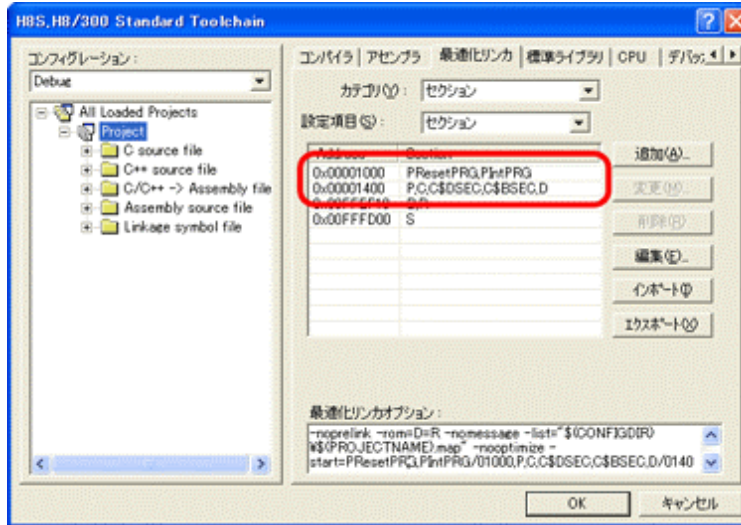 H8S,H8/300 Standard Toolchain
コンフィグレーション :
Debug
All Loaded Projects
Project
C source file
C++ source file
C/C++ -> Assembly file
Assembly source file
Linkage symbol file
コンパイラ アセンブラ 最適化リンカ 標準ライブラリ CPU デバッ
カテゴリ(Y) : セクション
設定項目(S) : セクション
Address Section
0x00001000 PResetPRG,PIntPRG
0x00001400 P,C,C$DSEC,C$BSEC,D
0x00FFEF10 B,R
0x00FFFD00 S
追加(A)...
変更(M)...
削除(R)
編集(E)...
インポート(I)
エクスポート(X)
最適化リンカオプション :
-noprelink -rom=D=R -nomessage -list="$(CONFIGDIR)
¥$(PROJECTNAME).map" -nooptimize -
start=PResetPRG,PIntPRG/01000,P,C,C$DSEC,C$BSEC,D/0140
OK キャンセル